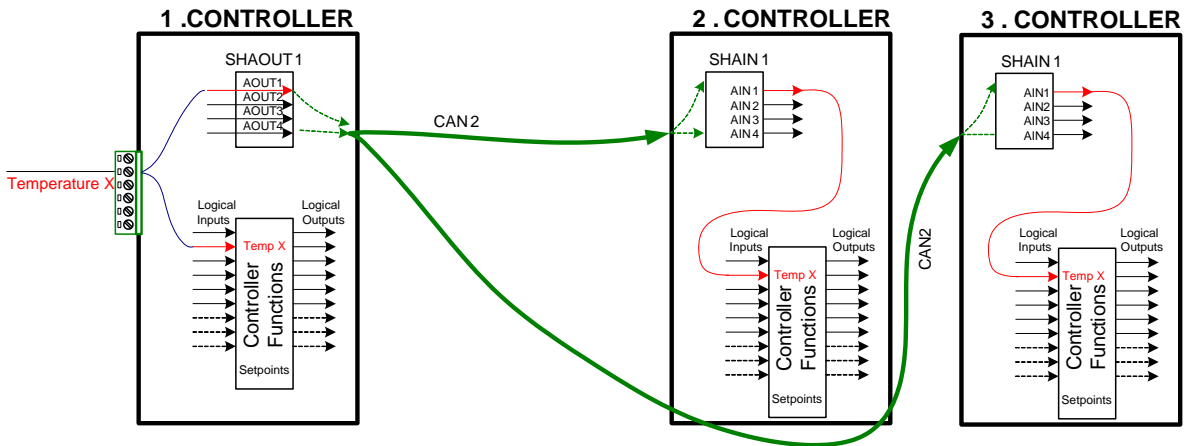 1 .CONTROLLER
2 . CONTROLLER
3 . CONTROLLER
SHAOUT 1
AOUT1
AOUT2
AOUT3
AOUT4
Temperature X
Logical
Inputs
Logical
Outputs
Temp X
Controller
Functions
Setpoints
CAN 2
SHAIN 1
AIN 1
AIN 2
AIN 3
AIN 4
Logical
Inputs
Logical
Outputs
Temp X
Controller
Functions
Setpoints
CAN2
SHAIN 1
AIN1
AIN2
AIN3
AIN4
Logical
Inputs
Logical
Outputs
Temp X
Controller
Functions
Setpoints